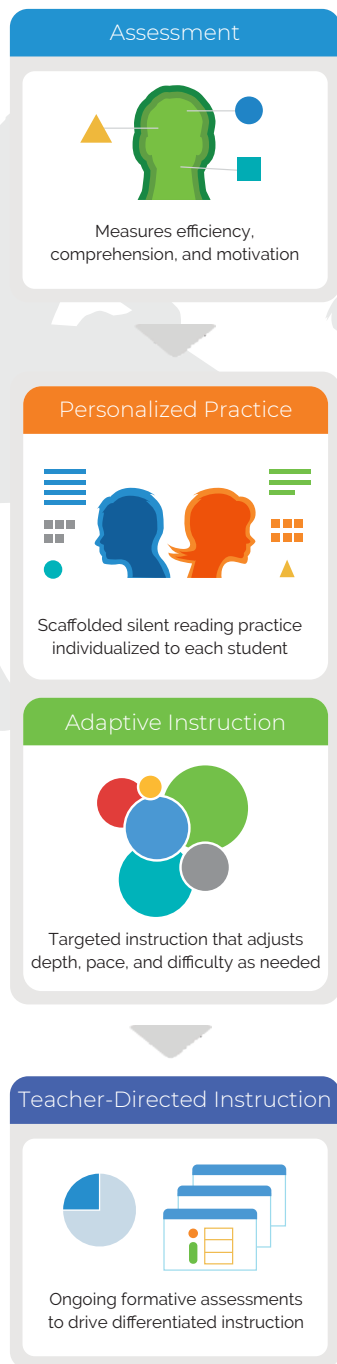 Assessment
Measures efficiency,
comprehension, and motivation
Personalized Practice
Scaffolded silent reading practice
individualized to each student
Adaptive Instruction
Targeted instruction that adjusts
depth, pace, and difficulty as needed
Teacher-Directed Instruction
Ongoing formative assessments
to drive differentiated instruction